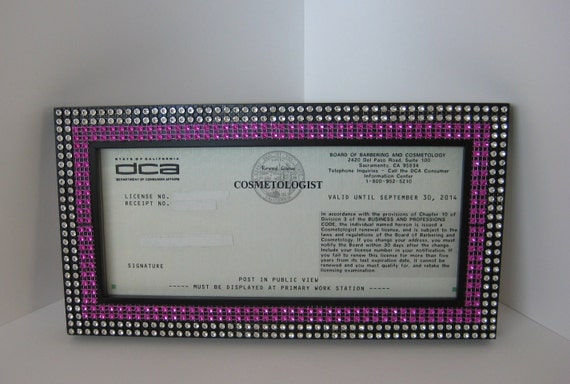 STATE OF CALIFORNIA
dca
DEPARTMENT OF CONSUMER AFFAIRS
BOARD OF BARBERING AND COSMETOLOGY
2420 Del Paso Road, Suite 100
Sacramento, CA 95834
Telephone Inquiries - Call the DCA Consumer
Information Center
1-800-952-5210
COSMETOLOGIST
LICENSE NO.
RECEIPT NO.
VALID UNTIL SEPTEMBER 30, 2014
In accordance with the provisions of Chapter 10 of
Division 3 of the BUSINESS AND PROFESSIONS
CODE, the individual named hereon is issued a
Cosmetologist renewal license, and is subject to the
laws and regulations of the Board of Barbering and
Cosmetology. If you change your address, you must
notify the Board within 30 days after the change.
Include your license number in your notification. If
you fail to renew this license for more than five
years from its last expiration date, it cannot be
renewed and you must qualify for, and retake the
licensing examination.
SIGNATURE
POST IN PUBLIC VIEW
----- MUST BE DISPLAYED AT PRIMARY WORK STATION -----